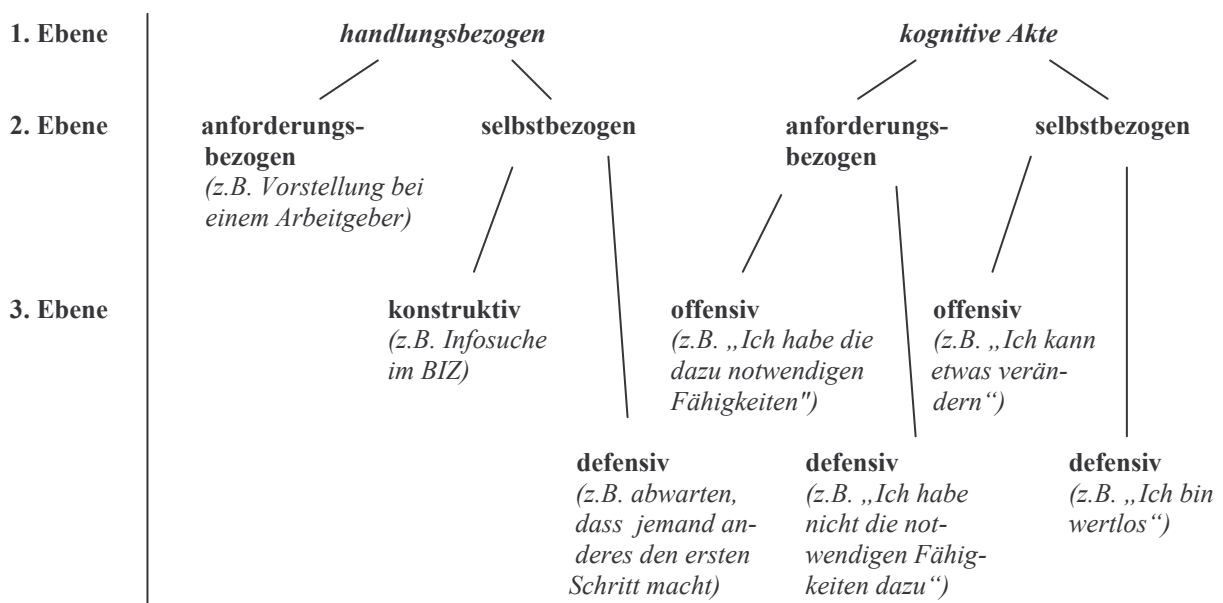 1. Ebene
handlungsbezogen
kognitive Akte
2. Ebene
anforderungs-
bezogen
(z.B. Vorstellung bei
einem Arbeitgeber)
selbstbezogen
anforderungs-
bezogen
selbstbezogen
3. Ebene
konstruktiv
(z.B. Infosuche
im BIZ)
offensiv
(z.B. „Ich habe die
dazu notwendigen
Fähigkeiten")
offensiv
(z.B. „Ich kann
etwas verän-
dern“)
defensiv
(z.B. abwarten,
dass jemand an-
deres den ersten
Schritt macht)
defensiv
(z.B. „Ich habe
nicht die not-
wendigen Fähig-
keiten dazu“)
defensiv
(z.B. „Ich bin
wertlos“)